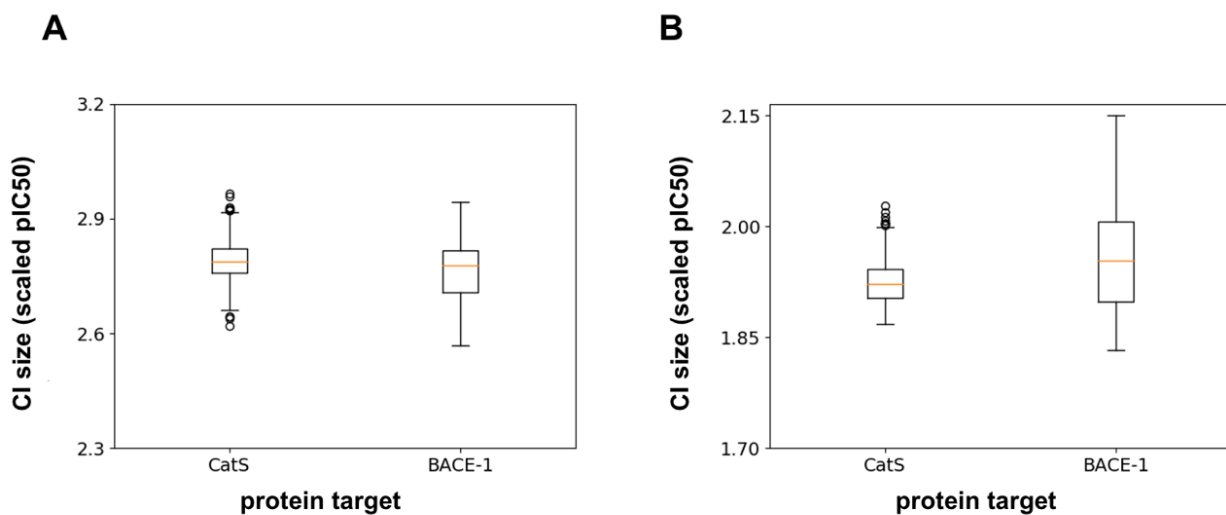 A
CI size (scaled pIC50)
3.2
2.9
2.6
2.3
CatS
BACE-1
protein target
B
CI size (scaled pIC50)
2.15
2.00
1.85
1.70
CatS
BACE-1
protein target